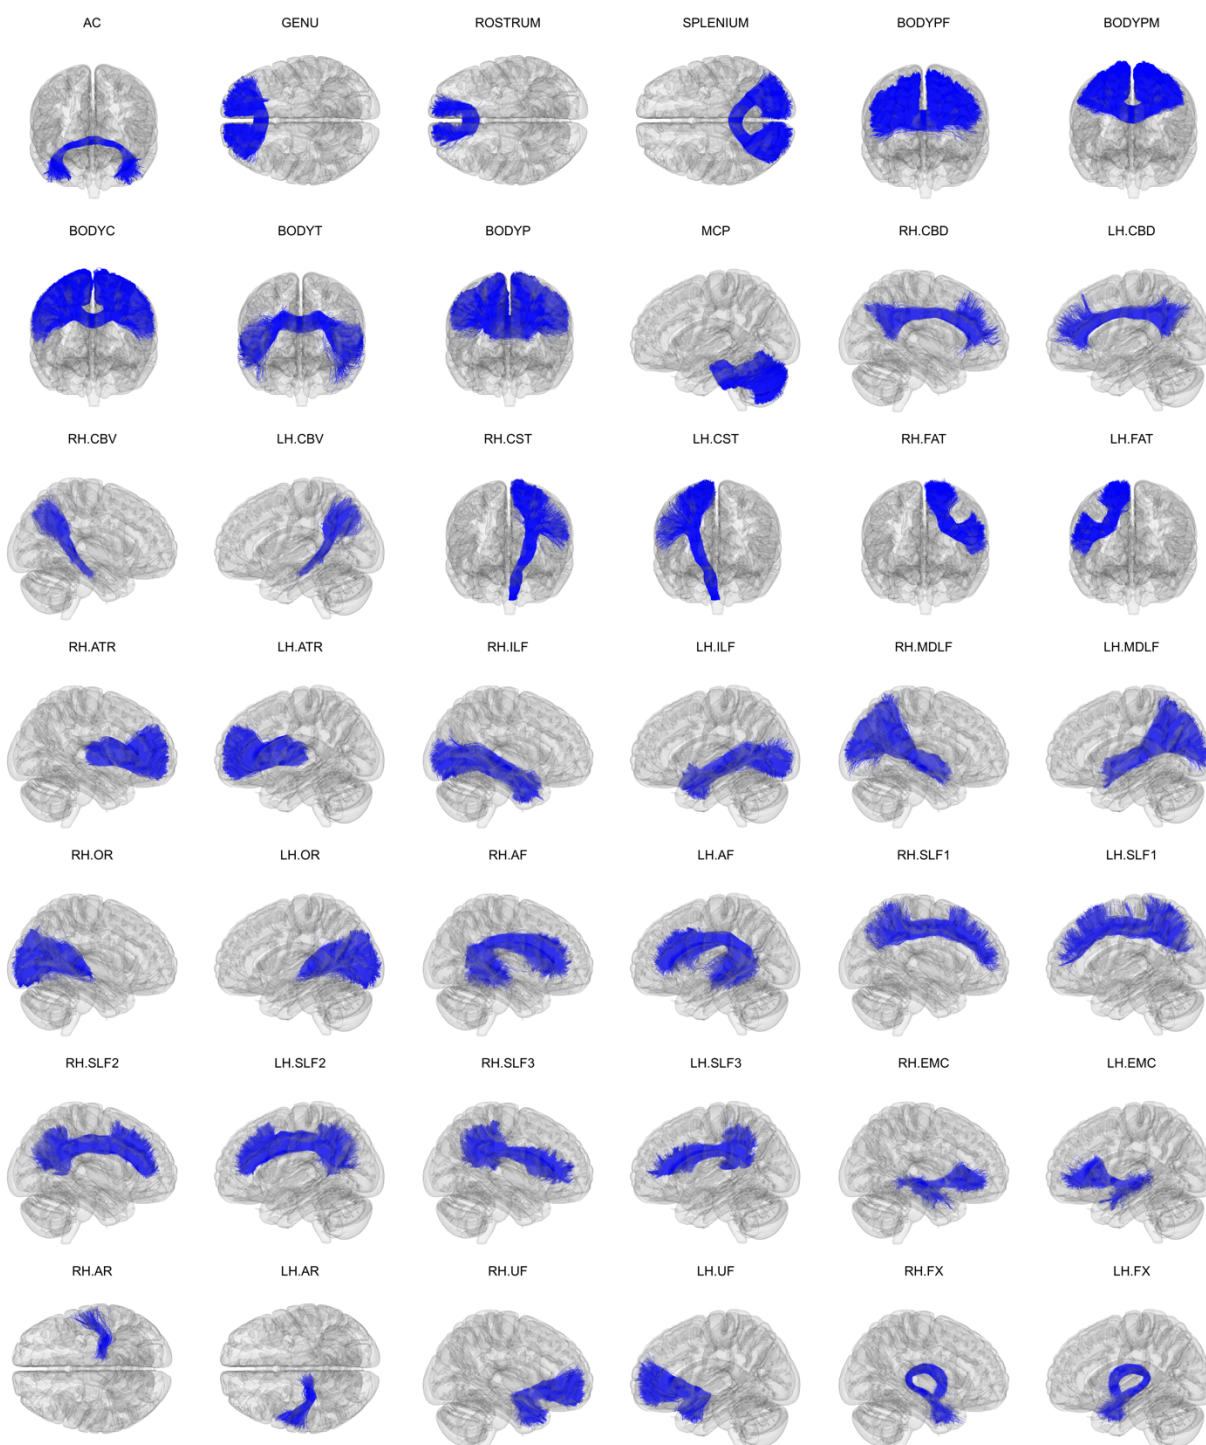 AC GENU ROSTRUM SPLENIUM BODYPF BODYPM
BODYC BODYT BODYP MCP RH.CBD LH.CBD
RH.CBV LH.CBV RH.CST LH.CST RH.FAT LH.FAT
RH.ATR LH.ATR RH.ILF LH.ILF RH.MDLF LH.MDLF
RH.OR LH.OR RH.AF LH.AF RH.SLF1 LH.SLF1
RH.SLF2 LH.SLF2 RH.SLF3 LH.SLF3 RH.EMC LH.EMC
RH.AR LH.AR RH.UF LH.UF RH.FX LH.FX